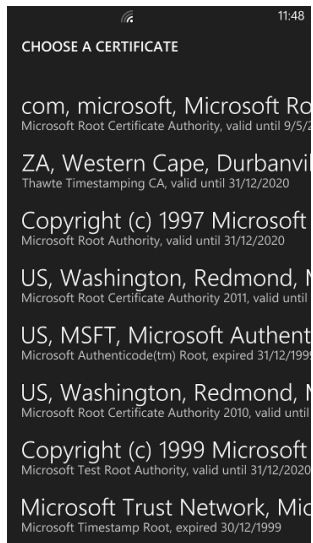 11:48
CHOOSE A CERTIFICATE
com, microsoft, Microsoft Ro
Microsoft Root Certificate Authority, valid until 9/5/2
ZA, Western Cape, Durbanvil
Thawte Timestamping CA, valid until 31/12/2020
Copyright (c) 1997 Microsoft
Microsoft Root Authority, valid until 31/12/2020
US, Washington, Redmond, M
Microsoft Root Certificate Authority 2011, valid until
US, MSFT, Microsoft Authent
Microsoft Authenticode(tm) Root, expired 31/12/1999
US, Washington, Redmond, M
Microsoft Root Certificate Authority 2010, valid until
Copyright (c) 1999 Microsoft
Microsoft Test Root Authority, valid until 31/12/2020
Microsoft Trust Network, Mic
Microsoft Timestamp Root, expired 30/12/1999